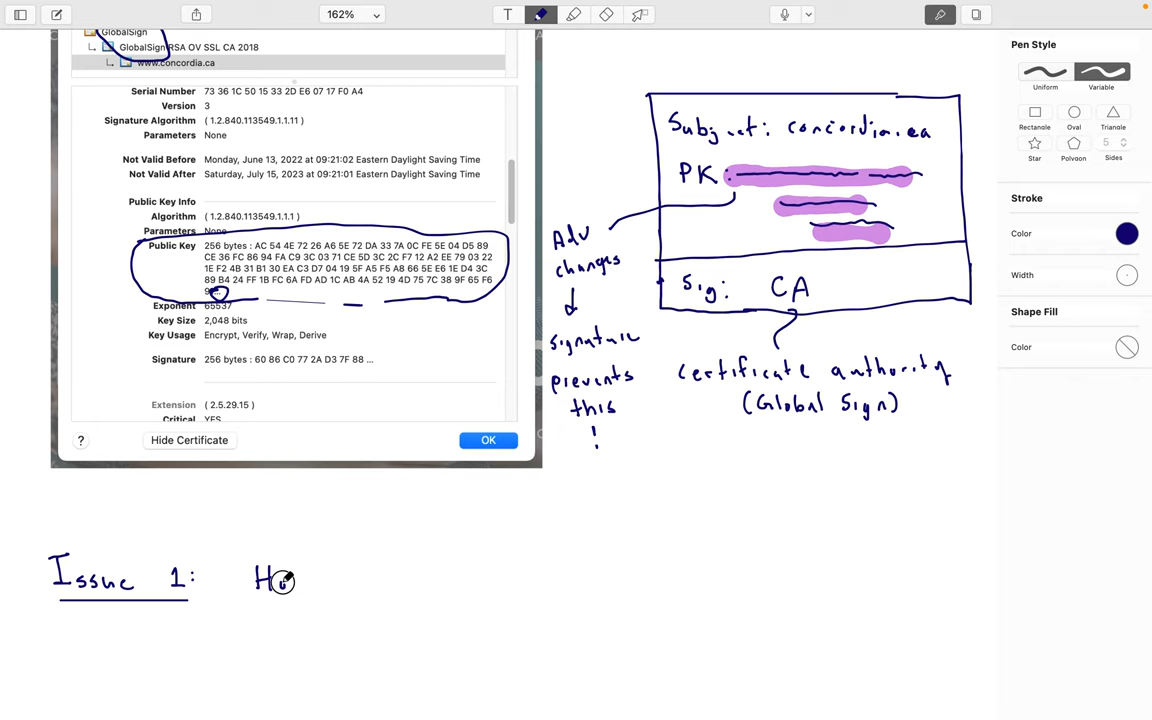 162%
T
GlobalSign
GlobalSign RSA OV SSL CA 2018
www.concordia.ca
Serial Number 73 36 1C 50 15 33 2D E6 07 17 F0 A4
Version 3
Signature Algorithm ( 1.2.840.113549.1.1.11 )
Parameters None
Not Valid Before Monday, June 13, 2022 at 09:21:02 Eastern Daylight Saving Time
Not Valid After Saturday, July 15, 2023 at 09:21:01 Eastern Daylight Saving Time
Public Key Info
Algorithm ( 1.2.840.113549.1.1.1 )
Parameters None
Public Key 256 bytes : AC 54 4E 72 26 A6 5E 72 DA 33 7A 0C FE 5E 04 D5 89
CE 36 FC 86 94 FA C9 3C 03 71 CE 5D 3C 2C F7 12 A2 EE 79 03 22
1E F2 4B 31 B1 30 EA C3 D7 04 19 5F A5 F5 A8 66 5E E6 1E D4 3C
89 B4 24 FF 1B FC 6A FD AD 1C AB 4A 52 19 4D 75 7C 38 9F 65 F6
Exponent 65537
Key Size 2,048 bits
Key Usage Encrypt, Verify, Wrap, Derive
Signature 256 bytes : 60 86 C0 77 2A D3 7F 88 ...
Extension ( 2.5.29.15 )
Critical YES
?
Hide Certificate
OK
Subject: concordia.ca
PK:
Sig: CA
certificate authority
(Global Sign)
Adv
changes
signature
prevents
this
!
Issue 1: Ho
Pen Style
Uniform
Variable
Rectangle
Oval
Triangle
Star
Polygon
5
Sides
Stroke
Color
Width
Shape Fill
Color